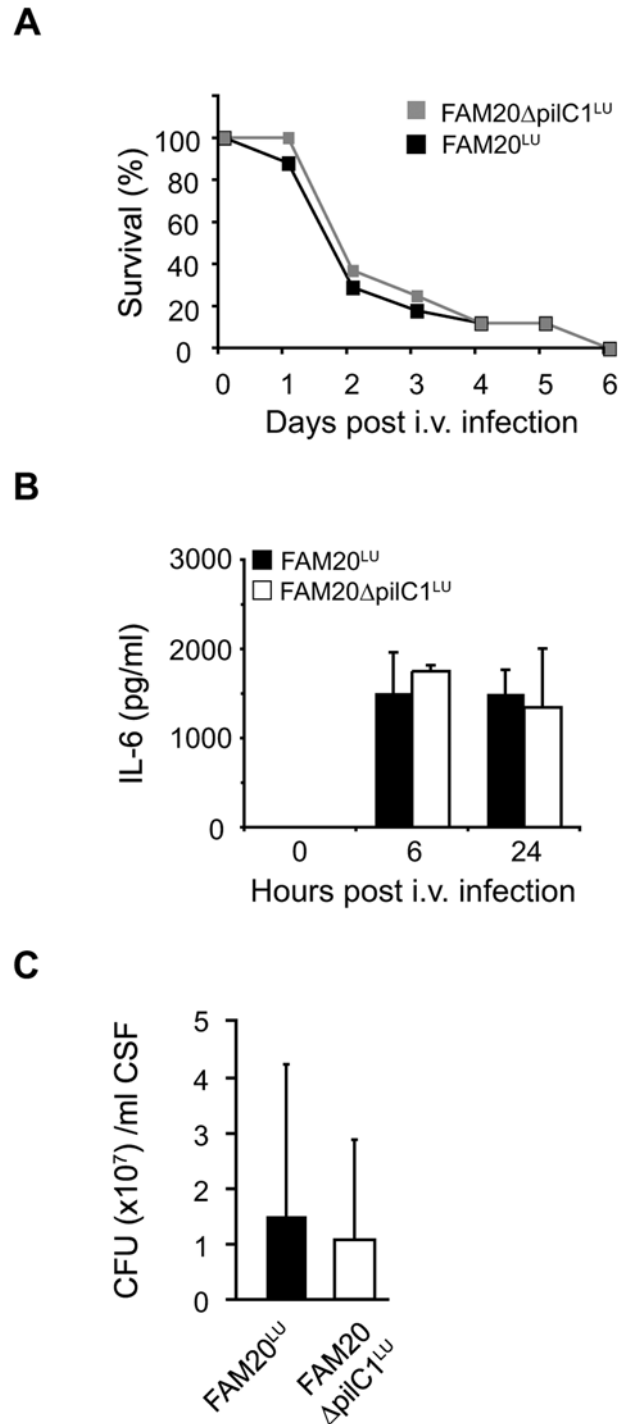 A
FAM20ΔpilC1ᴸᵁ
FAM20ᴸᵁ
Survival (%)
100
80
60
40
20
0
0 1 2 3 4 5 6
Days post i.v. infection
B
FAM20ᴸᵁ
FAM20ΔpilC1ᴸᵁ
IL-6 (pg/ml)
3000
2000
1000
0
0 6 24
Hours post i.v. infection
C
CFU (x10⁷) /ml CSF
5
4
3
2
1
0
FAM20ᴸᵁ
FAM20
ΔpilC1ᴸᵁ